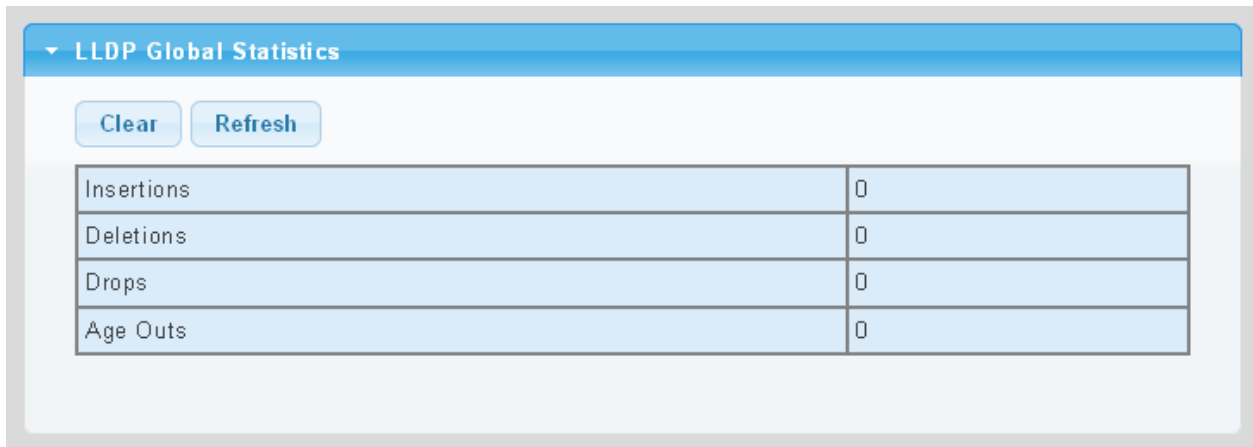 LLDP Global Statistics
Clear Refresh
Insertions 0
Deletions 0
Drops 0
Age Outs 0